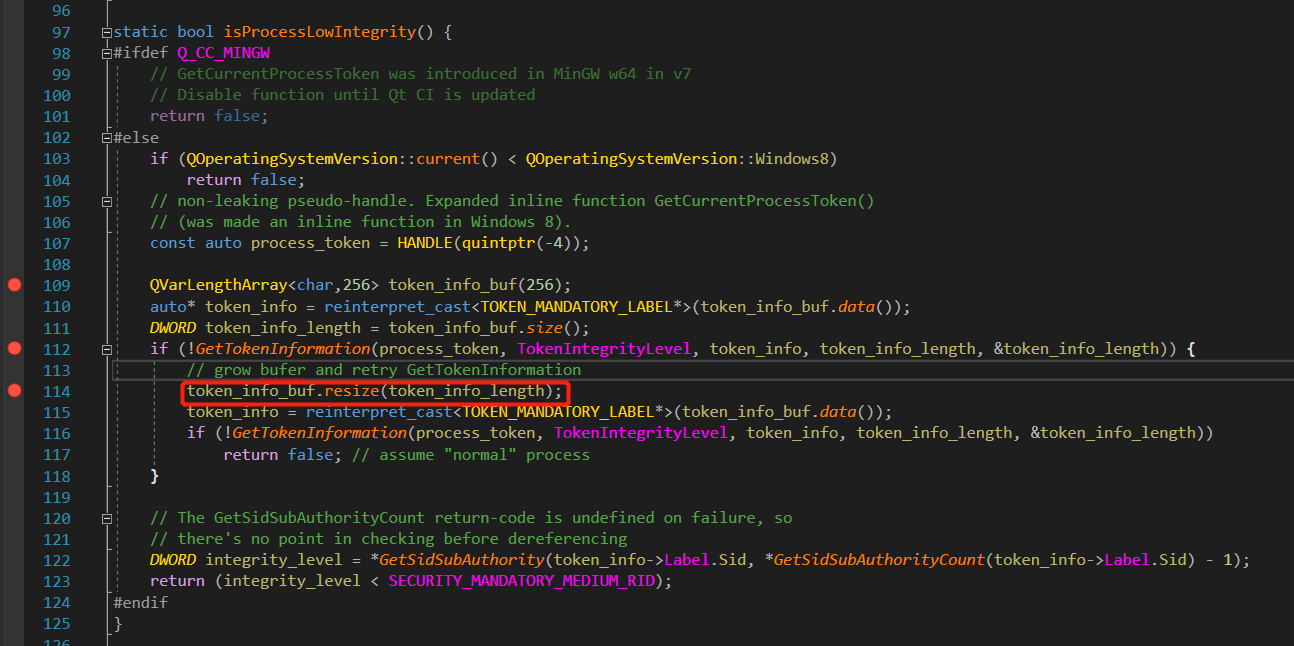 96
97 static bool isProcessLowIntegrity() {
98 #ifdef Q_CC_MINGW
99 // GetCurrentProcessToken was introduced in MinGW w64 in v7
100 // Disable function until Qt CI is updated
101 return false;
102 #else
103 if (QOperatingSystemVersion::current() < QOperatingSystemVersion::Windows8)
104 return false;
105 // non-leaking pseudo-handle. Expanded inline function GetCurrentProcessToken()
106 // (was made an inline function in Windows 8).
107 const auto process_token = HANDLE(quintptr(-4));
108
109 QVarLengthArray<char,256> token_info_buf(256);
110 auto* token_info = reinterpret_cast<TOKEN_MANDATORY_LABEL*>(token_info_buf.data());
111 DWORD token_info_length = token_info_buf.size();
112 if (!GetTokenInformation(process_token, TokenIntegrityLevel, token_info, token_info_length, &token_info_length)) {
113 // grow bufer and retry GetTokenInformation
114 token_info_buf.resize(token_info_length);
115 token_info = reinterpret_cast<TOKEN_MANDATORY_LABEL*>(token_info_buf.data());
116 if (!GetTokenInformation(process_token, TokenIntegrityLevel, token_info, token_info_length, &token_info_length))
117 return false; // assume "normal" process
118 }
119
120 // The GetSidSubAuthorityCount return-code is undefined on failure, so
121 // there's no point in checking before dereferencing
122 DWORD integrity_level = *GetSidSubAuthority(token_info->Label.Sid, *GetSidSubAuthorityCount(token_info->Label.Sid) - 1);
123 return (integrity_level < SECURITY_MANDATORY_MEDIUM_RID);
124 #endif
125 }
126